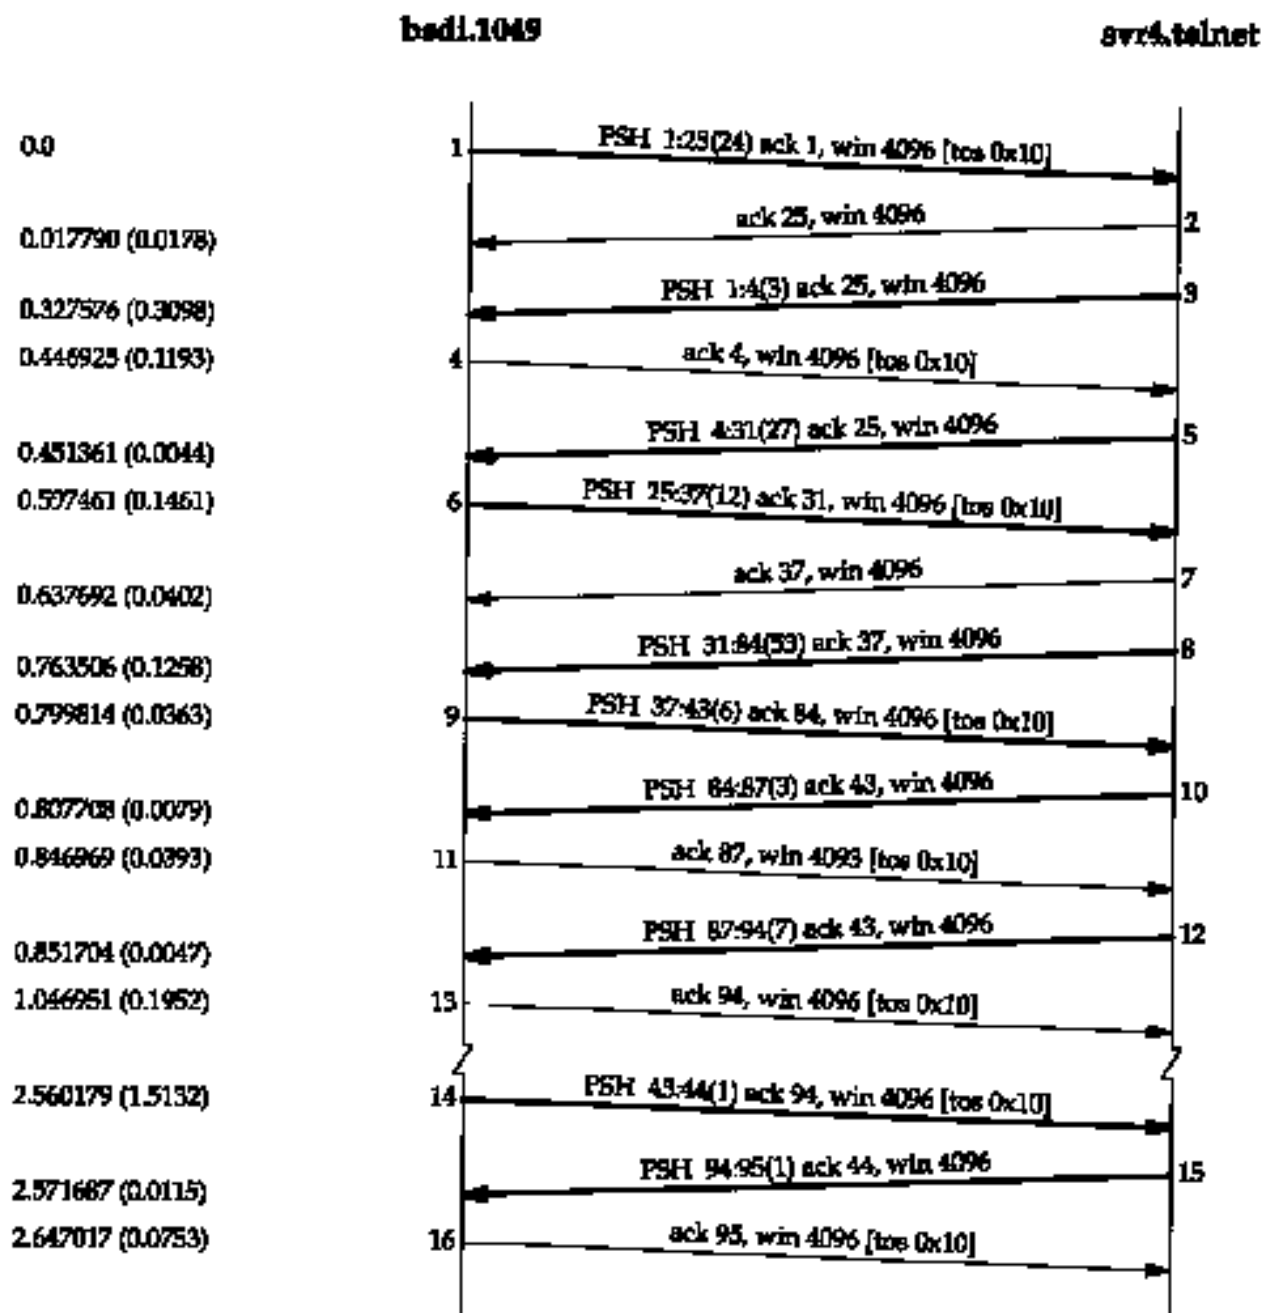 bsdi.1049 svr4.telnet
0.0 1 PSH 1:25(24) ack 1, win 4096 [tos 0x10]
ack 25, win 4096 2
0.017790 (0.0178)
PSH 1:4(3) ack 25, win 4096 3
0.327576 (0.3098)
0.446925 (0.1193) 4 ack 4, win 4096 [tos 0x10]
PSH 4:31(27) ack 25, win 4096 5
0.451361 (0.0044)
0.597461 (0.1461) 6 PSH 25:37(12) ack 31, win 4096 [tos 0x10]
ack 37, win 4096 7
0.637692 (0.0402)
PSH 31:84(53) ack 37, win 4096 8
0.763506 (0.1258)
0.799814 (0.0363) 9 PSH 37:43(6) ack 84, win 4096 [tos 0x10]
PSH 84:87(3) ack 43, win 4096 10
0.807708 (0.0079)
0.846969 (0.0393) 11 ack 87, win 4093 [tos 0x10]
PSH 87:94(7) ack 43, win 4096 12
0.851704 (0.0047)
1.046951 (0.1952) 13 ack 94, win 4096 [tos 0x10]
2.560179 (1.5132) 14 PSH 43:44(1) ack 94, win 4096 [tos 0x10]
PSH 94:95(1) ack 44, win 4096 15
2.571687 (0.0115)
2.647017 (0.0753) 16 ack 95, win 4096 [tos 0x10]